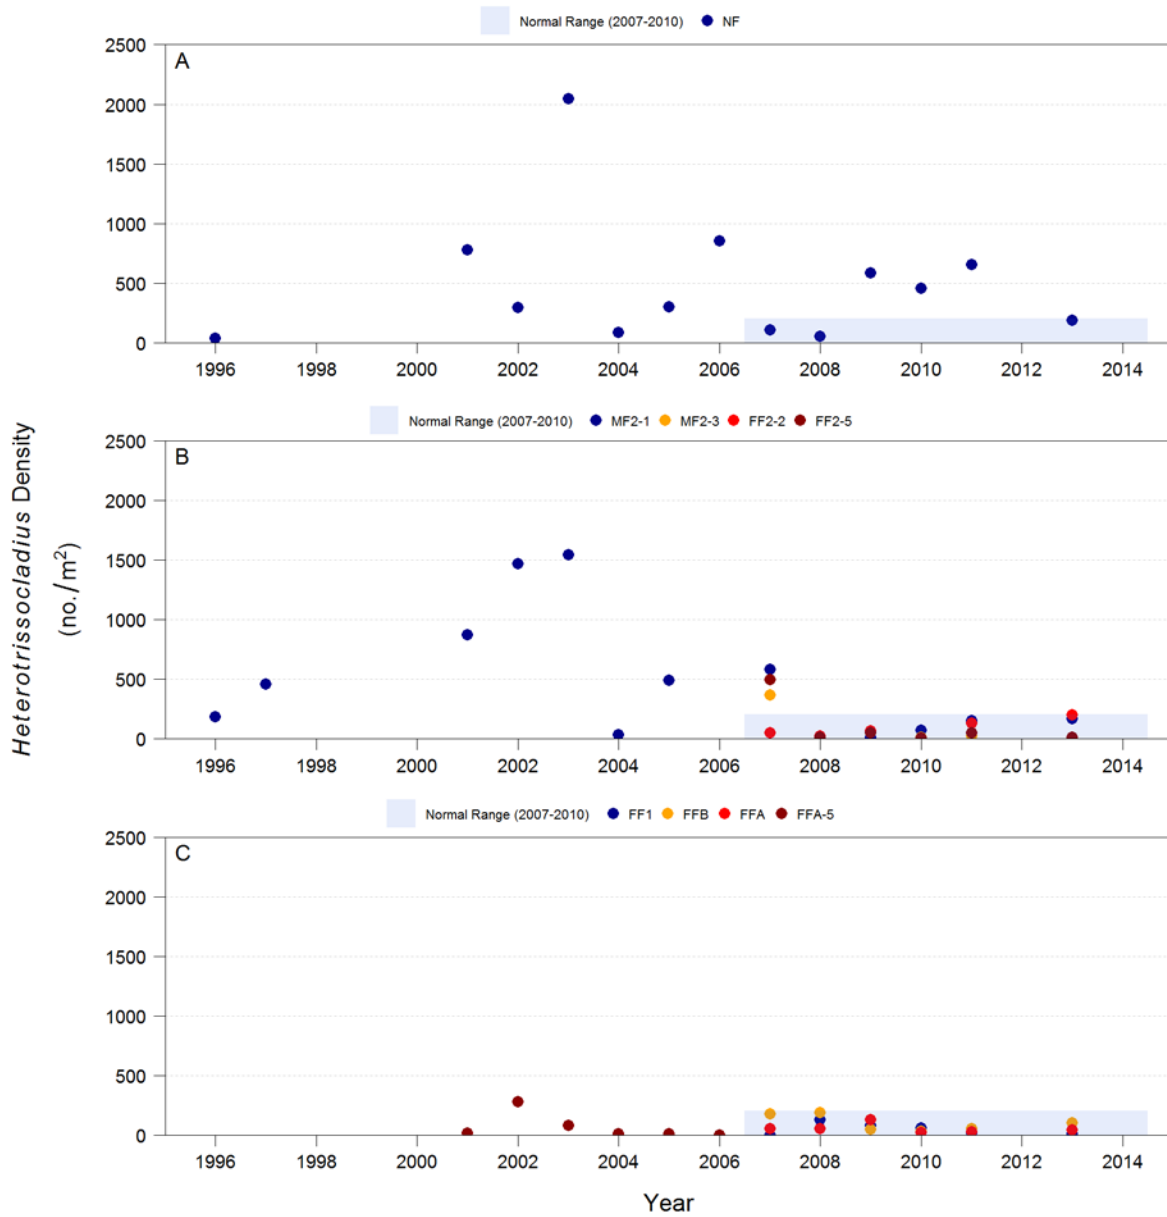 Normal Range (2007-2010) NF
A
2500
2000
1500
1000
500
0
1996 1998 2000 2002 2004 2006 2008 2010 2012 2014
Normal Range (2007-2010) MF2-1 MF2-3 FF2-2 FF2-5
B
2500
2000
1500
1000
500
0
1996 1998 2000 2002 2004 2006 2008 2010 2012 2014
Heterotrissocladius Density
(no./m²)
Normal Range (2007-2010) FF1 FFB FFA FFA-5
C
2500
2000
1500
1000
500
0
1996 1998 2000 2002 2004 2006 2008 2010 2012 2014
Year